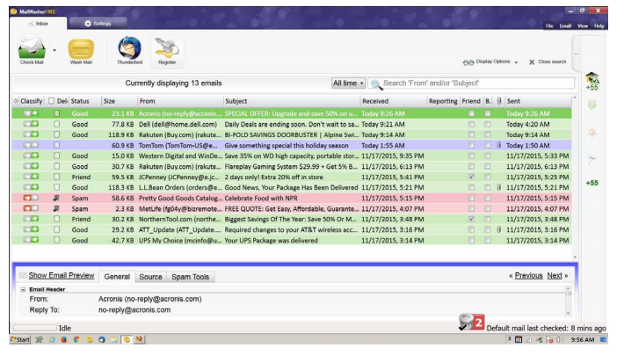 MailWasherFREE
Inbox Settings
File Email View Help
Check Mail Wash Mail Thunderbird Register
Display Options Close search
Currently displaying 13 emails All time Search 'From' and/or 'Subject'
Classify Del Status Size From Subject Received Reporting Friend B. Sent
Good 23.1 KB Acronis (no-reply@acronis.... SPECIAL OFFER: Upgrade and save 50% on u... Today 9:26 AM Today 9:26 AM
Good 77.8 KB Dell (dell@home.dell.com) Daily Deals are ending soon. Don't wait to sa... Today 9:21 AM Today 4:20 AM
Good 118.9 KB Rakuten (Buy.com) (rakute... BI-FOLD SAVINGS DOORBUSTER | Alpine Swi... Today 9:14 AM Today 9:14 AM
60.9 KB TomTom (TomTom-US@e... Give something special this holiday season Today 1:55 AM Today 1:50 AM
Good 15.0 KB Western Digital and WinDe... Save 35% on WD high capacity, portable stor... 11/17/2015, 9:35 PM 11/17/2015, 5:33 PM
Good 30.7 KB Rakuten (Buy.com) (rakute... Flareplay Gaming System $29.99 + Get 5% B... 11/17/2015, 6:13 PM 11/17/2015, 6:13 PM
Friend 59.5 KB JCPenney (JCPenney@e.jc... 2 days only! Extra 20% off in store 11/17/2015, 5:41 PM 11/17/2015, 5:25 PM
Good 118.3 KB L.L.Bean Orders (orders@e... Good News, Your Package Has Been Delivered 11/17/2015, 5:21 PM 11/17/2015, 5:21 PM
Spam 58.6 KB Pretty Good Goods Catalog... Celebrate Food with NPR 11/17/2015, 5:15 PM 11/17/2015, 5:15 PM
Spam 2.3 KB MetLife (fg04y@bizremote... FREE QUOTE: Get Easy, Affordable, Guarante... 11/17/2015, 4:07 PM 11/17/2015, 4:07 PM
Friend 30.2 KB NorthernTool.com (northe... Biggest Savings Of The Year: Save 50% Or M... 11/17/2015, 3:48 PM 11/17/2015, 3:48 PM
Good 29.2 KB ATT_Update (ATT_Update... Required changes to your AT&T wireless acc... 11/17/2015, 3:16 PM 11/17/2015, 3:16 PM
Good 42.7 KB UPS My Choice (mcinfo@u... Your UPS Package was delivered 11/17/2015, 3:14 PM 11/17/2015, 3:14 PM
+55
+55
Show Email Preview General Source Spam Tools « Previous Next »
Email Header
From: Acronis (no-reply@acronis.com)
Reply To: no-reply@acronis.com
Idle 2 Default mail last checked: 8 mins ago
Start 9:56 AM